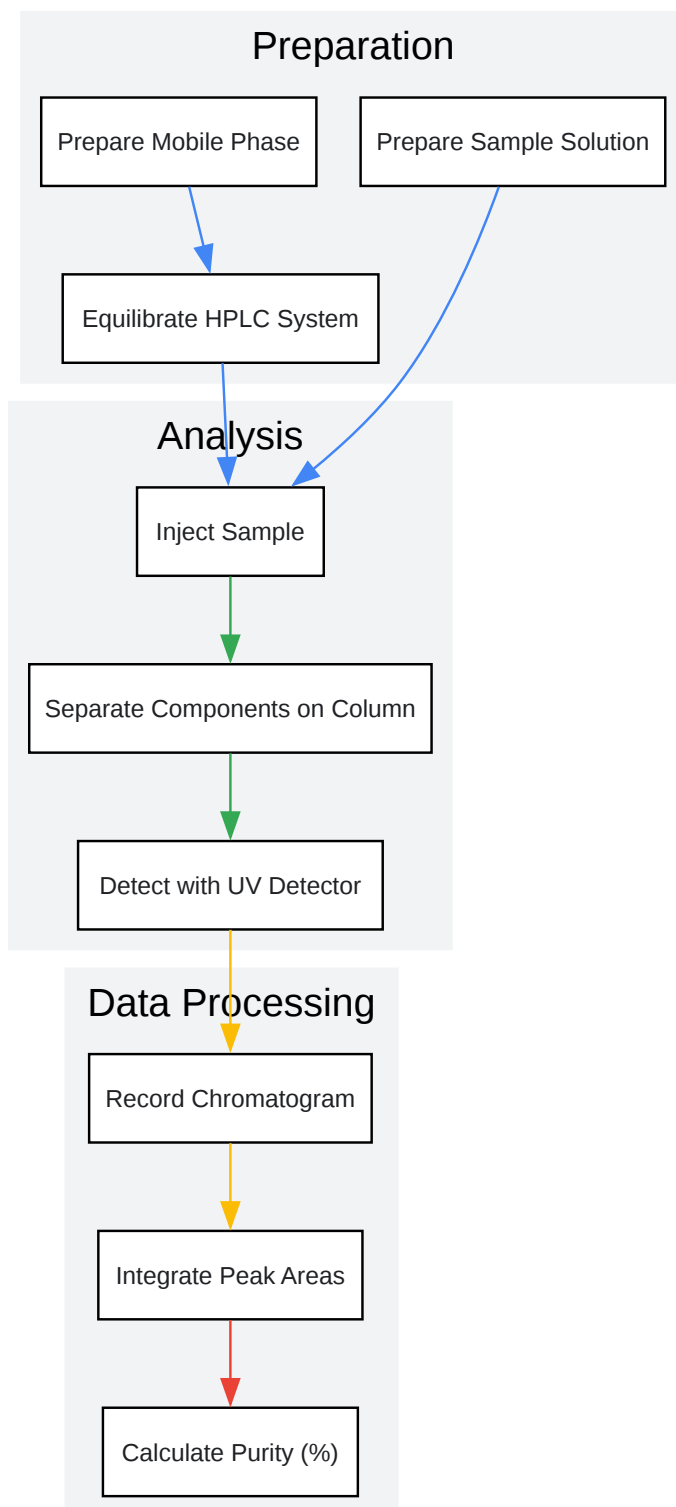 Preparation
Prepare Mobile Phase
Prepare Sample Solution
Equilibrate HPLC System
Analysis
Inject Sample
Separate Components on Column
Detect with UV Detector
Data Processing
Record Chromatogram
Integrate Peak Areas
Calculate Purity (%)